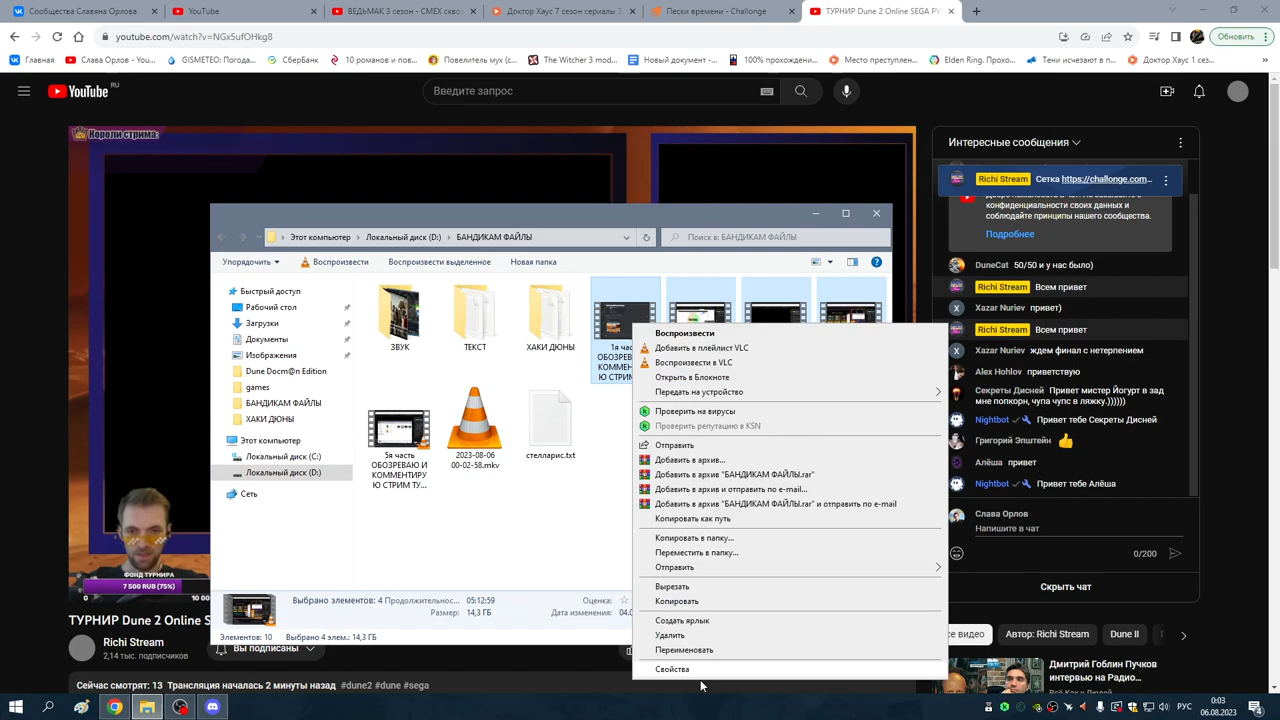 Сообщества Славяна Орлова
YouTube
ВЕДЬМАК 3 сезон - СМЕХ сквоз
Доктор Хаус 7 сезон сериалы
Пески времени - Challonge
ТУРНИР Dune 2 Online SEGA PV
youtube.com/watch?v=NGx5ufOHkg8
Обновить
Главная
Слава Орлов - You...
GISMETEO: Погода...
СберБанк
10 романов и пов...
Повелитель мух (с...
The Witcher 3 mod...
Новый документ -...
100% прохождени...
Место преступлен...
Elden Ring. Прохо...
Тени исчезают в п...
Доктор Хаус 1 сез...
YouTube
RU
Введите запрос
Короли стрима:
Интересные сообщения
Richi Stream Сетка https://challonge.com...
конфиденциальности своих данных и
соблюдайте принципы нашего сообщества.
Подробнее
DuneCat 50/50 и у нас было)
Richi Stream Всем привет
Xazar Nuriev привет)
Richi Stream Всем привет
Xazar Nuriev ждем финал с нетерпением
Alex Hohlov приветствую
Секреты Дисней Привет мистер Йогурт в зад
мне попкорн, чупа чупс в ляжку.))))))
Nightbot Привет тебе Секреты Дисней
Григорий Эпштейн
Алёша привет
Nightbot Привет тебе Алёша
Слава Орлов
Напишите в чат
0/200
Скрыть чат
Этот компьютер
Локальный диск (D:)
БАНДИКАМ ФАЙЛЫ
Поиск в: БАНДИКАМ ФАЙЛЫ
Упорядочить
Воспроизвести
Воспроизвести выделенное
Новая папка
Быстрый доступ
Рабочий стол
Загрузки
Документы
Изображения
Dune Docm@n Edition
games
БАНДИКАМ ФАЙЛЫ
ХАКИ ДЮНЫ
Этот компьютер
Локальный диск (C:)
Локальный диск (D:)
Сеть
ЗВУК
ТЕКСТ
ХАКИ ДЮНЫ
1я час
ОБОЗРЕВА
КОММЕН
Ю СТРИМ
5я часть
ОБОЗРЕВАЮ И
КОММЕНТИРУ
Ю СТРИМ ТУ...
2023-08-06
00-02-58.mkv
стелларис.txt
Воспроизвести
Добавить в плейлист VLC
Воспроизвести в VLC
Открыть в Блокноте
Передать на устройство
Проверить на вирусы
Проверить репутацию в KSN
Отправить
Добавить в архив...
Добавить в архив "БАНДИКАМ ФАЙЛЫ.rar"
Добавить в архив и отправить по e-mail...
Добавить в архив "БАНДИКАМ ФАЙЛЫ.rar" и отправить по e-mail
Копировать как путь
Копировать в папку...
Переместить в папку...
Отправить
Вырезать
Копировать
Создать ярлык
Удалить
Переименовать
Свойства
Выбрано элементов: 4
Продолжительнос... 05:12:59
Размер: 14,3 ГБ
Оценка:
Дата изменения: 04.0
Элементов: 10
Выбрано 4 элем.: 14,3 ГБ
ФОНД ТУРНИРА
7 500 RUB (75%)
0
ТУРНИР Dune 2 Online S
Richi Stream
2,14 тыс. подписчиков
Вы подписаны
Сейчас смотрят: 13 Трансляция началась 2 минуты назад #dune2 #dune #sega
се видео
Автор: Richi Stream
Dune II
Дмитрий Гоблин Пучков
интервью на Радио...
РУС
0:03
06.08.2023
4